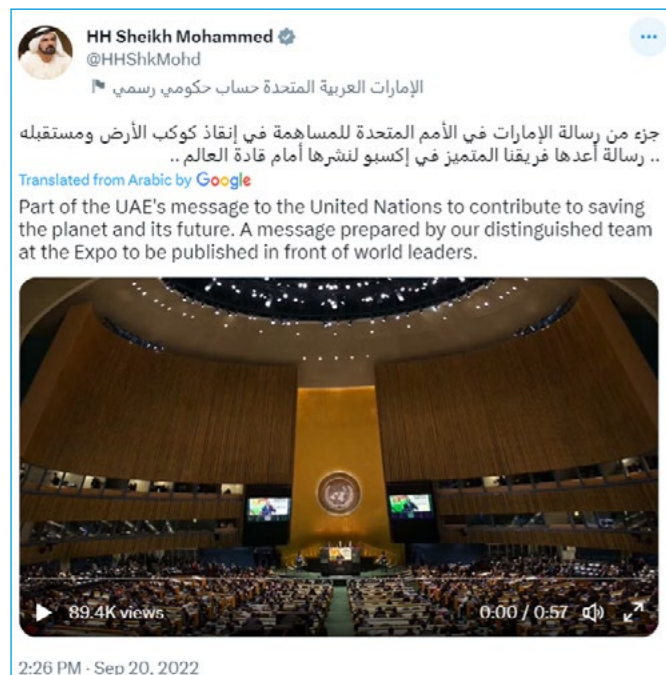 HH Sheikh Mohammed
@HHShkMohd
الإمارات العربية المتحدة حساب حكومي رسمي
جزء من رسالة الإمارات في الأمم المتحدة للمساهمة في إنقاذ كوكب الأرض ومستقبله
.. رسالة أعدها فريقنا المتميز في إكسبو لنشرها أمام قادة العالم ..
Translated from Arabic by Google
Part of the UAE's message to the United Nations to contribute to saving
the planet and its future. A message prepared by our distinguished team
at the Expo to be published in front of world leaders.
89.4K views
0:00 / 0:57
2:26 PM · Sep 20, 2022